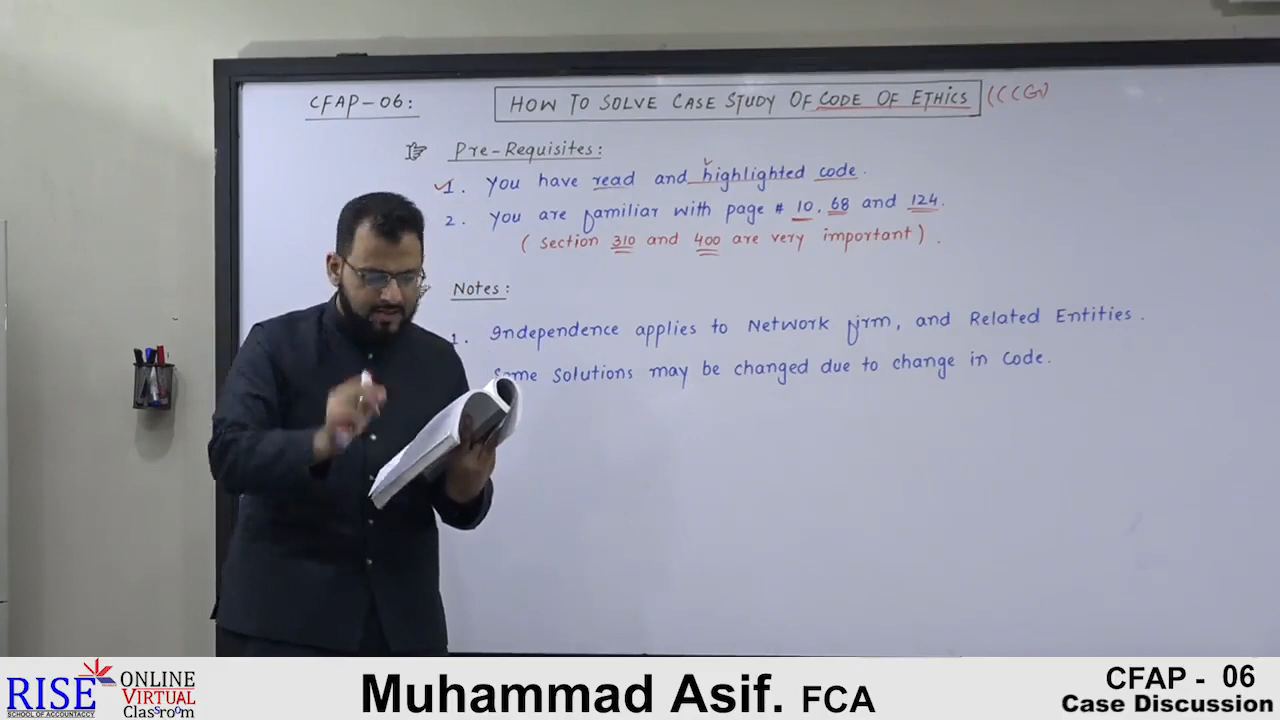 CFAP-06:
HOW TO SOLVE CASE STUDY OF CODE OF ETHICS
Pre-Requisites:
1. You have read and highlighted code.
2. You are familiar with page # 10, 68 and 124.
( section 310 and 400 are very important ).
Notes:
1. Independence applies to Network firm, and Related Entities.
Some solutions may be changed due to change in code.
RISE ONLINE VIRTUAL Classroom
SCHOOL OF ACCOUNTANCY
Muhammad Asif. FCA
CFAP - 06
Case Discussion